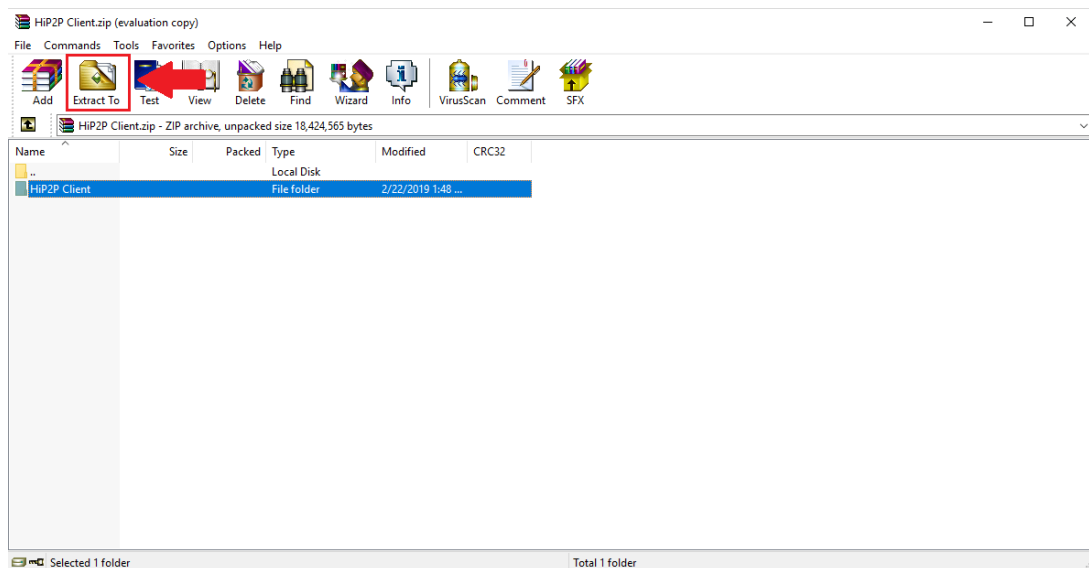 HiP2P Client.zip (evaluation copy)
File Commands Tools Favorites Options Help
Add Extract To Test View Delete Find Wizard Info VirusScan Comment SFX
HiP2P Client.zip - ZIP archive, unpacked size 18,424,565 bytes
Name Size Packed Type Modified CRC32
.. Local Disk
HiP2P Client File folder 2/22/2019 1:48 ...
Selected 1 folder Total 1 folder